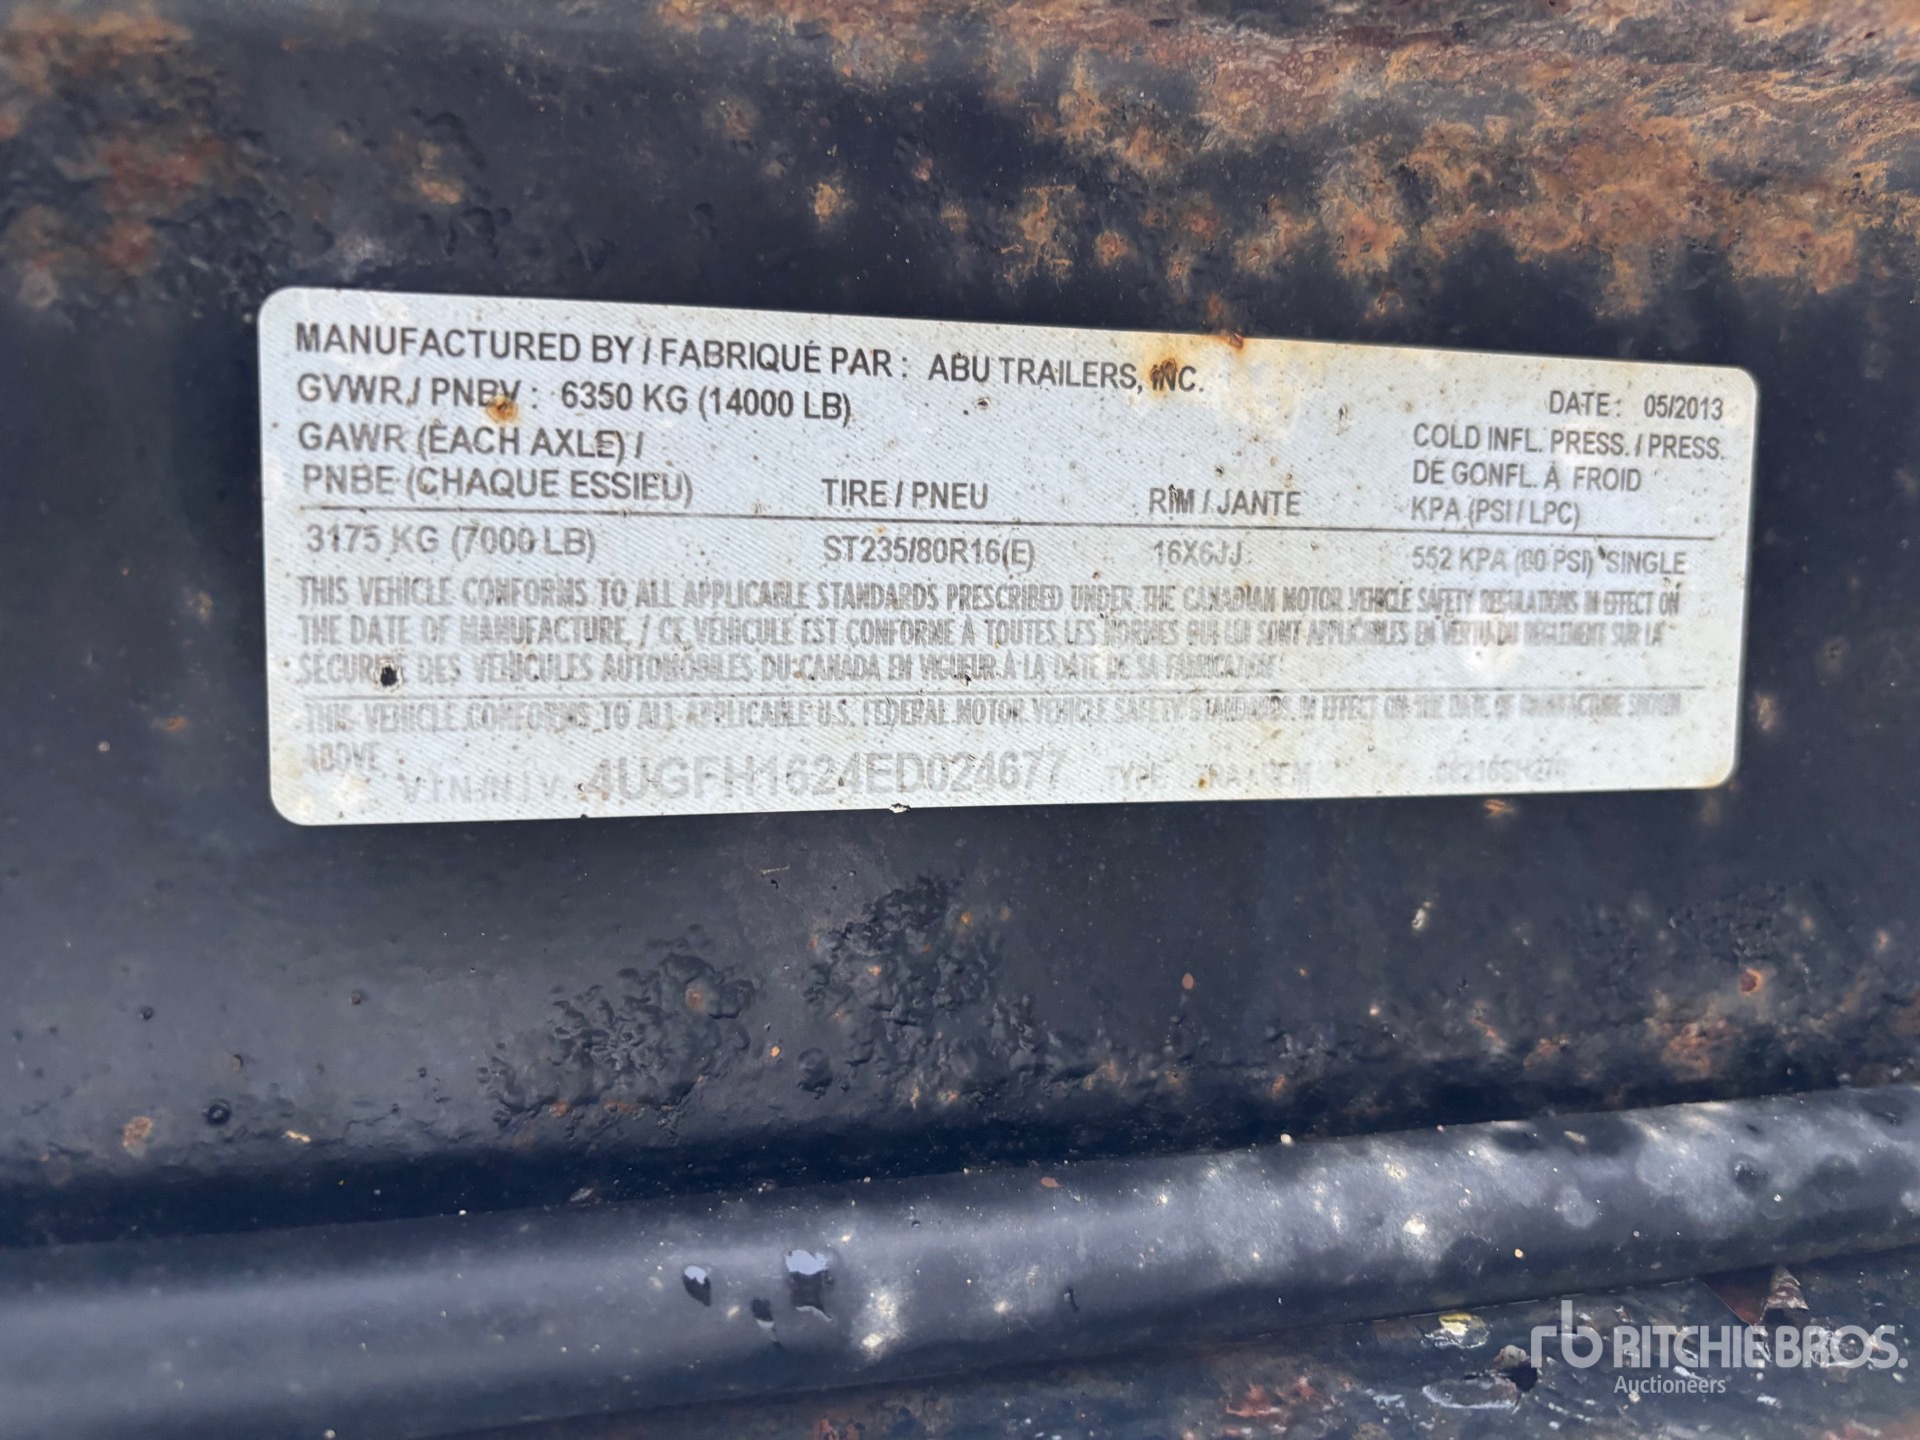 MANUFACTURED BY / FABRIQUÉ PAR : ABU TRAILERS, INC.
GVWR / PNBV : 6350 KG (14000 LB)
DATE : 05/2013
GAWR (EACH AXLE) /
PNBE (CHAQUE ESSIEU)
TIRE / PNEU
RIM / JANTE
COLD INFL. PRESS. / PRESS.
DE GONFL. À FROID
KPA (PSI / LPC)
3175 KG (7000 LB)
ST235/80R16(E)
16X6JJ
552 KPA (80 PSI) SINGLE
THIS VEHICLE CONFORMS TO ALL APPLICABLE STANDARDS PRESCRIBED UNDER THE CANADIAN MOTOR VEHICLE SAFETY REGULATIONS IN EFFECT ON
THE DATE OF MANUFACTURE. / CE VÉHICULE EST CONFORME À TOUTES LES NORMES QUI LUI SONT APPLICABLES EN VERTU DU RÈGLEMENT SUR LA
SÉCURITÉ DES VÉHICULES AUTOMOBILES DU CANADA EN VIGUEUR À LA DATE DE SA FABRICATION
THIS VEHICLE CONFORMS TO ALL APPLICABLE U.S. FEDERAL MOTOR VEHICLE SAFETY STANDARDS IN EFFECT ON THE DATE OF MANUFACTURE SHOWN
ABOVE
V.I.N./N.I.V. 4UGFH1624ED024677 TYPE
rb RITCHIE BROS.
Auctioneers